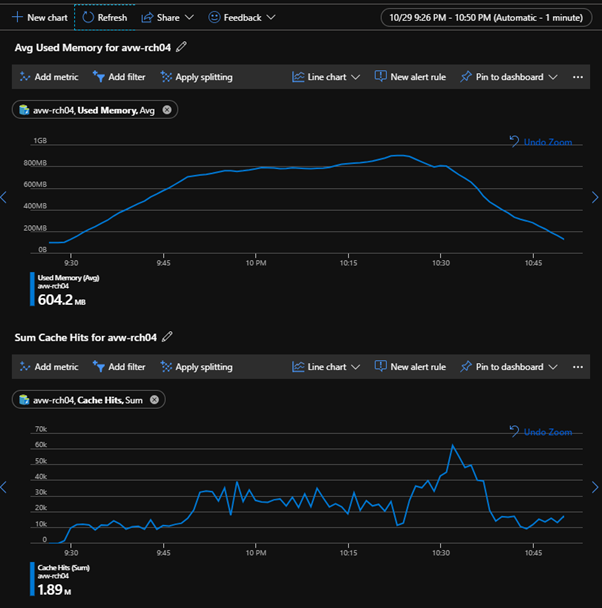 New chart Refresh Share Feedback 10/29 9:26 PM - 10:50 PM (Automatic - 1 minute)
Avg Used Memory for avw-rch04
Add metric Add filter Apply splitting Line chart New alert rule Pin to dashboard ...
avw-rch04, Used Memory, Avg
Undo Zoom
1GB
800MB
600MB
400MB
200MB
0B
9:30 9:45 10 PM 10:15 10:30 10:45
Used Memory (Avg)
avw-rch04
604.2 MB
Sum Cache Hits for avw-rch04
Add metric Add filter Apply splitting Line chart New alert rule Pin to dashboard ...
avw-rch04, Cache Hits, Sum
Undo Zoom
70k
60k
50k
40k
30k
20k
10k
0
9:30 9:45 10 PM 10:15 10:30 10:45
Cache Hits (Sum)
avw-rch04
1.89 M